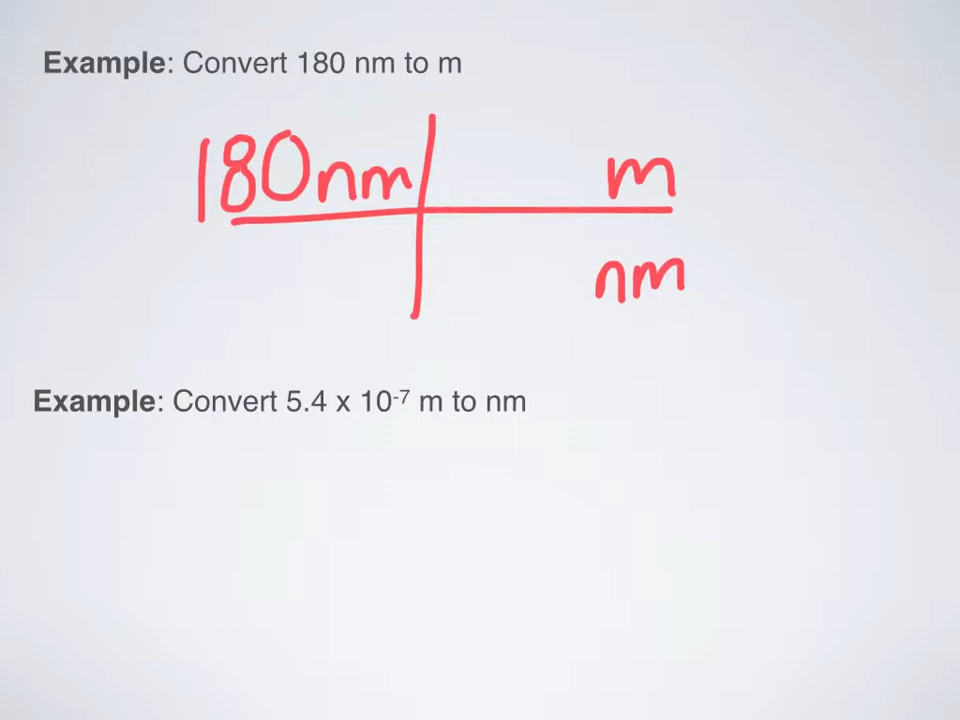 Example: Convert 180 nm to m
180nm m
nm
Example: Convert 5.4 x 10⁻⁷ m to nm